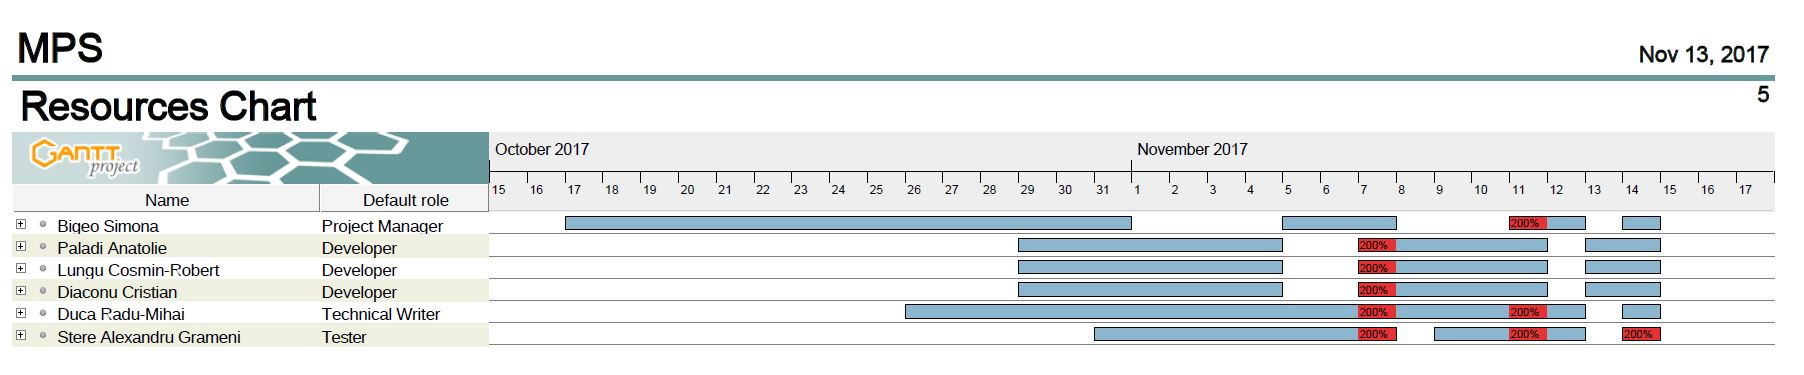 MPS
Nov 13, 2017
Resources Chart
5
GANTT
project
October 2017
November 2017
15 16 17 18 19 20 21 22 23 24 25 26 27 28 29 30 31 1 2 3 4 5 6 7 8 9 10 11 12 13 14 15 16 17
Name Default role
Bigeo Simona Project Manager 200%
Paladi Anatolie Developer 200%
Lungu Cosmin-Robert Developer 200%
Diaconu Cristian Developer 200%
Duca Radu-Mihai Technical Writer 200% 200%
Stere Alexandru Grameni Tester 200% 200% 200%